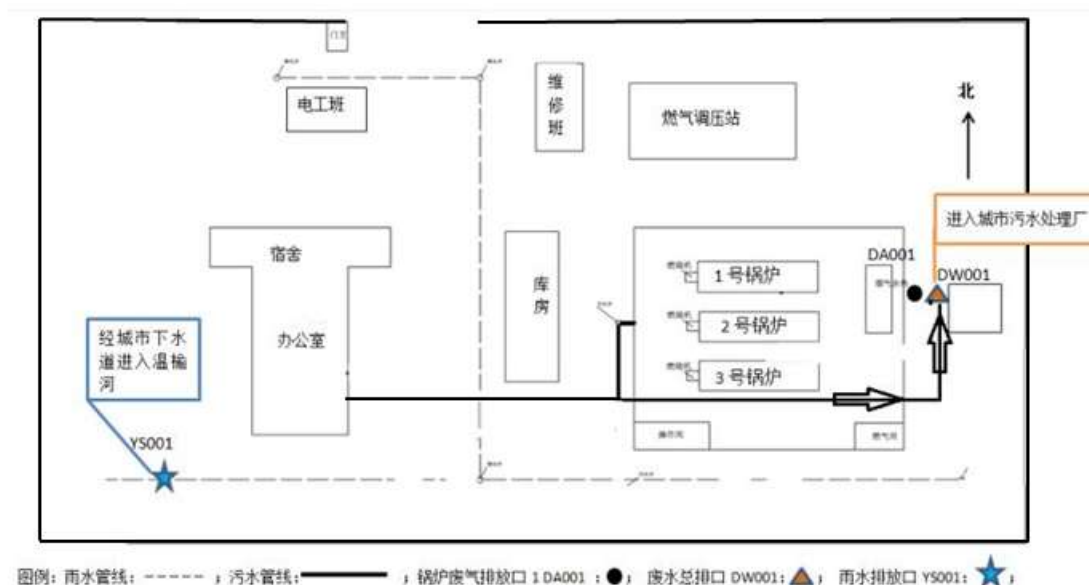 电工班
维
修
班
燃气调压站
北
进入城市污水处理厂
宿舍
办公室
库
房
1号锅炉
2号锅炉
3号锅炉
DA001
DW001
经城市下水
道进入温榆
河
YS001
图例：雨水管线：------；污水管线：；锅炉废气排放口 1 DA001：；废水总排口 DW001：；雨水排放口 YS001：；